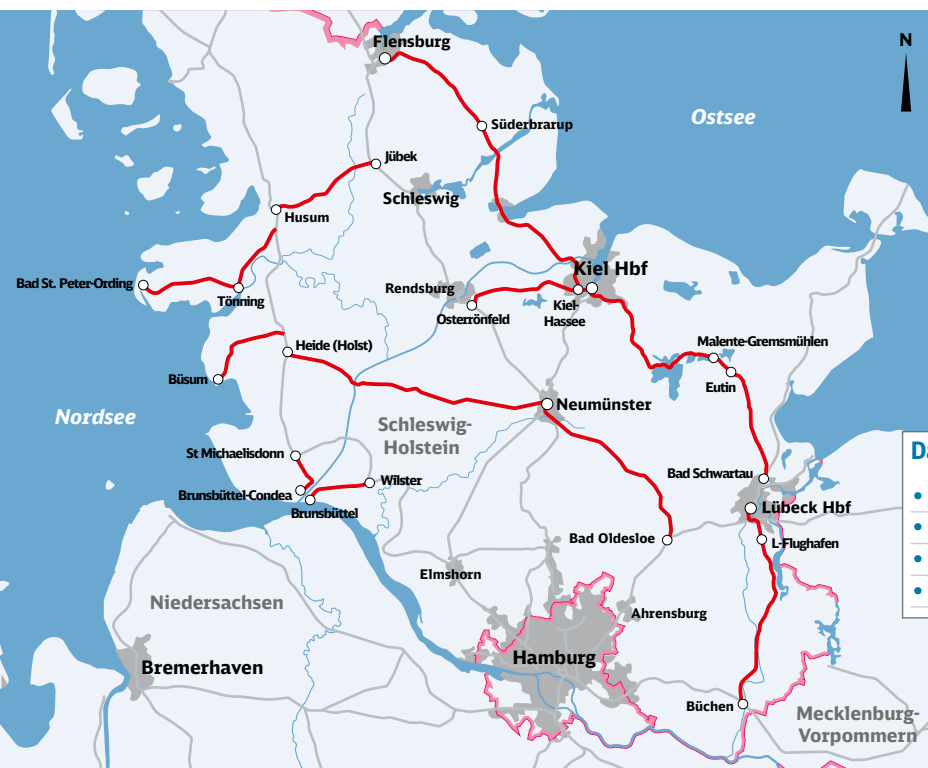 Flensburg
N
Ostsee
Süderbrarup
Jübek
Schleswig
Husum
Kiel Hbf
Bad St. Peter-Ording
Rendsburg
Tönning
Kiel-
Hassee
Osterrönfeld
Malente-Gremsmühlen
Heide (Holst)
Büsum
Eutin
Neumünster
Nordsee
Schleswig-
Holstein
St Michaelisdonn
Da
Bad Schwartau
Wilster
Brunsbüttel-Condea
Brunsbüttel
Lübeck Hbf
Bad Oldesloe
L-Flughafen
Elmshorn
Niedersachsen
Ahrensburg
Hamburg
Bremerhaven
Büchen
Mecklenburg-
Vorpommern